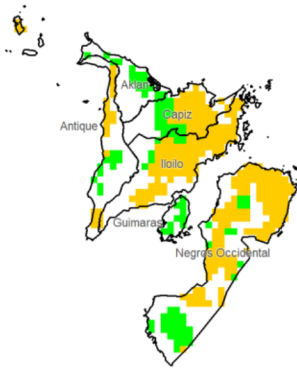 Aklan
Capiz
Antique
Iloilo
Guimaras
Negros Occidental